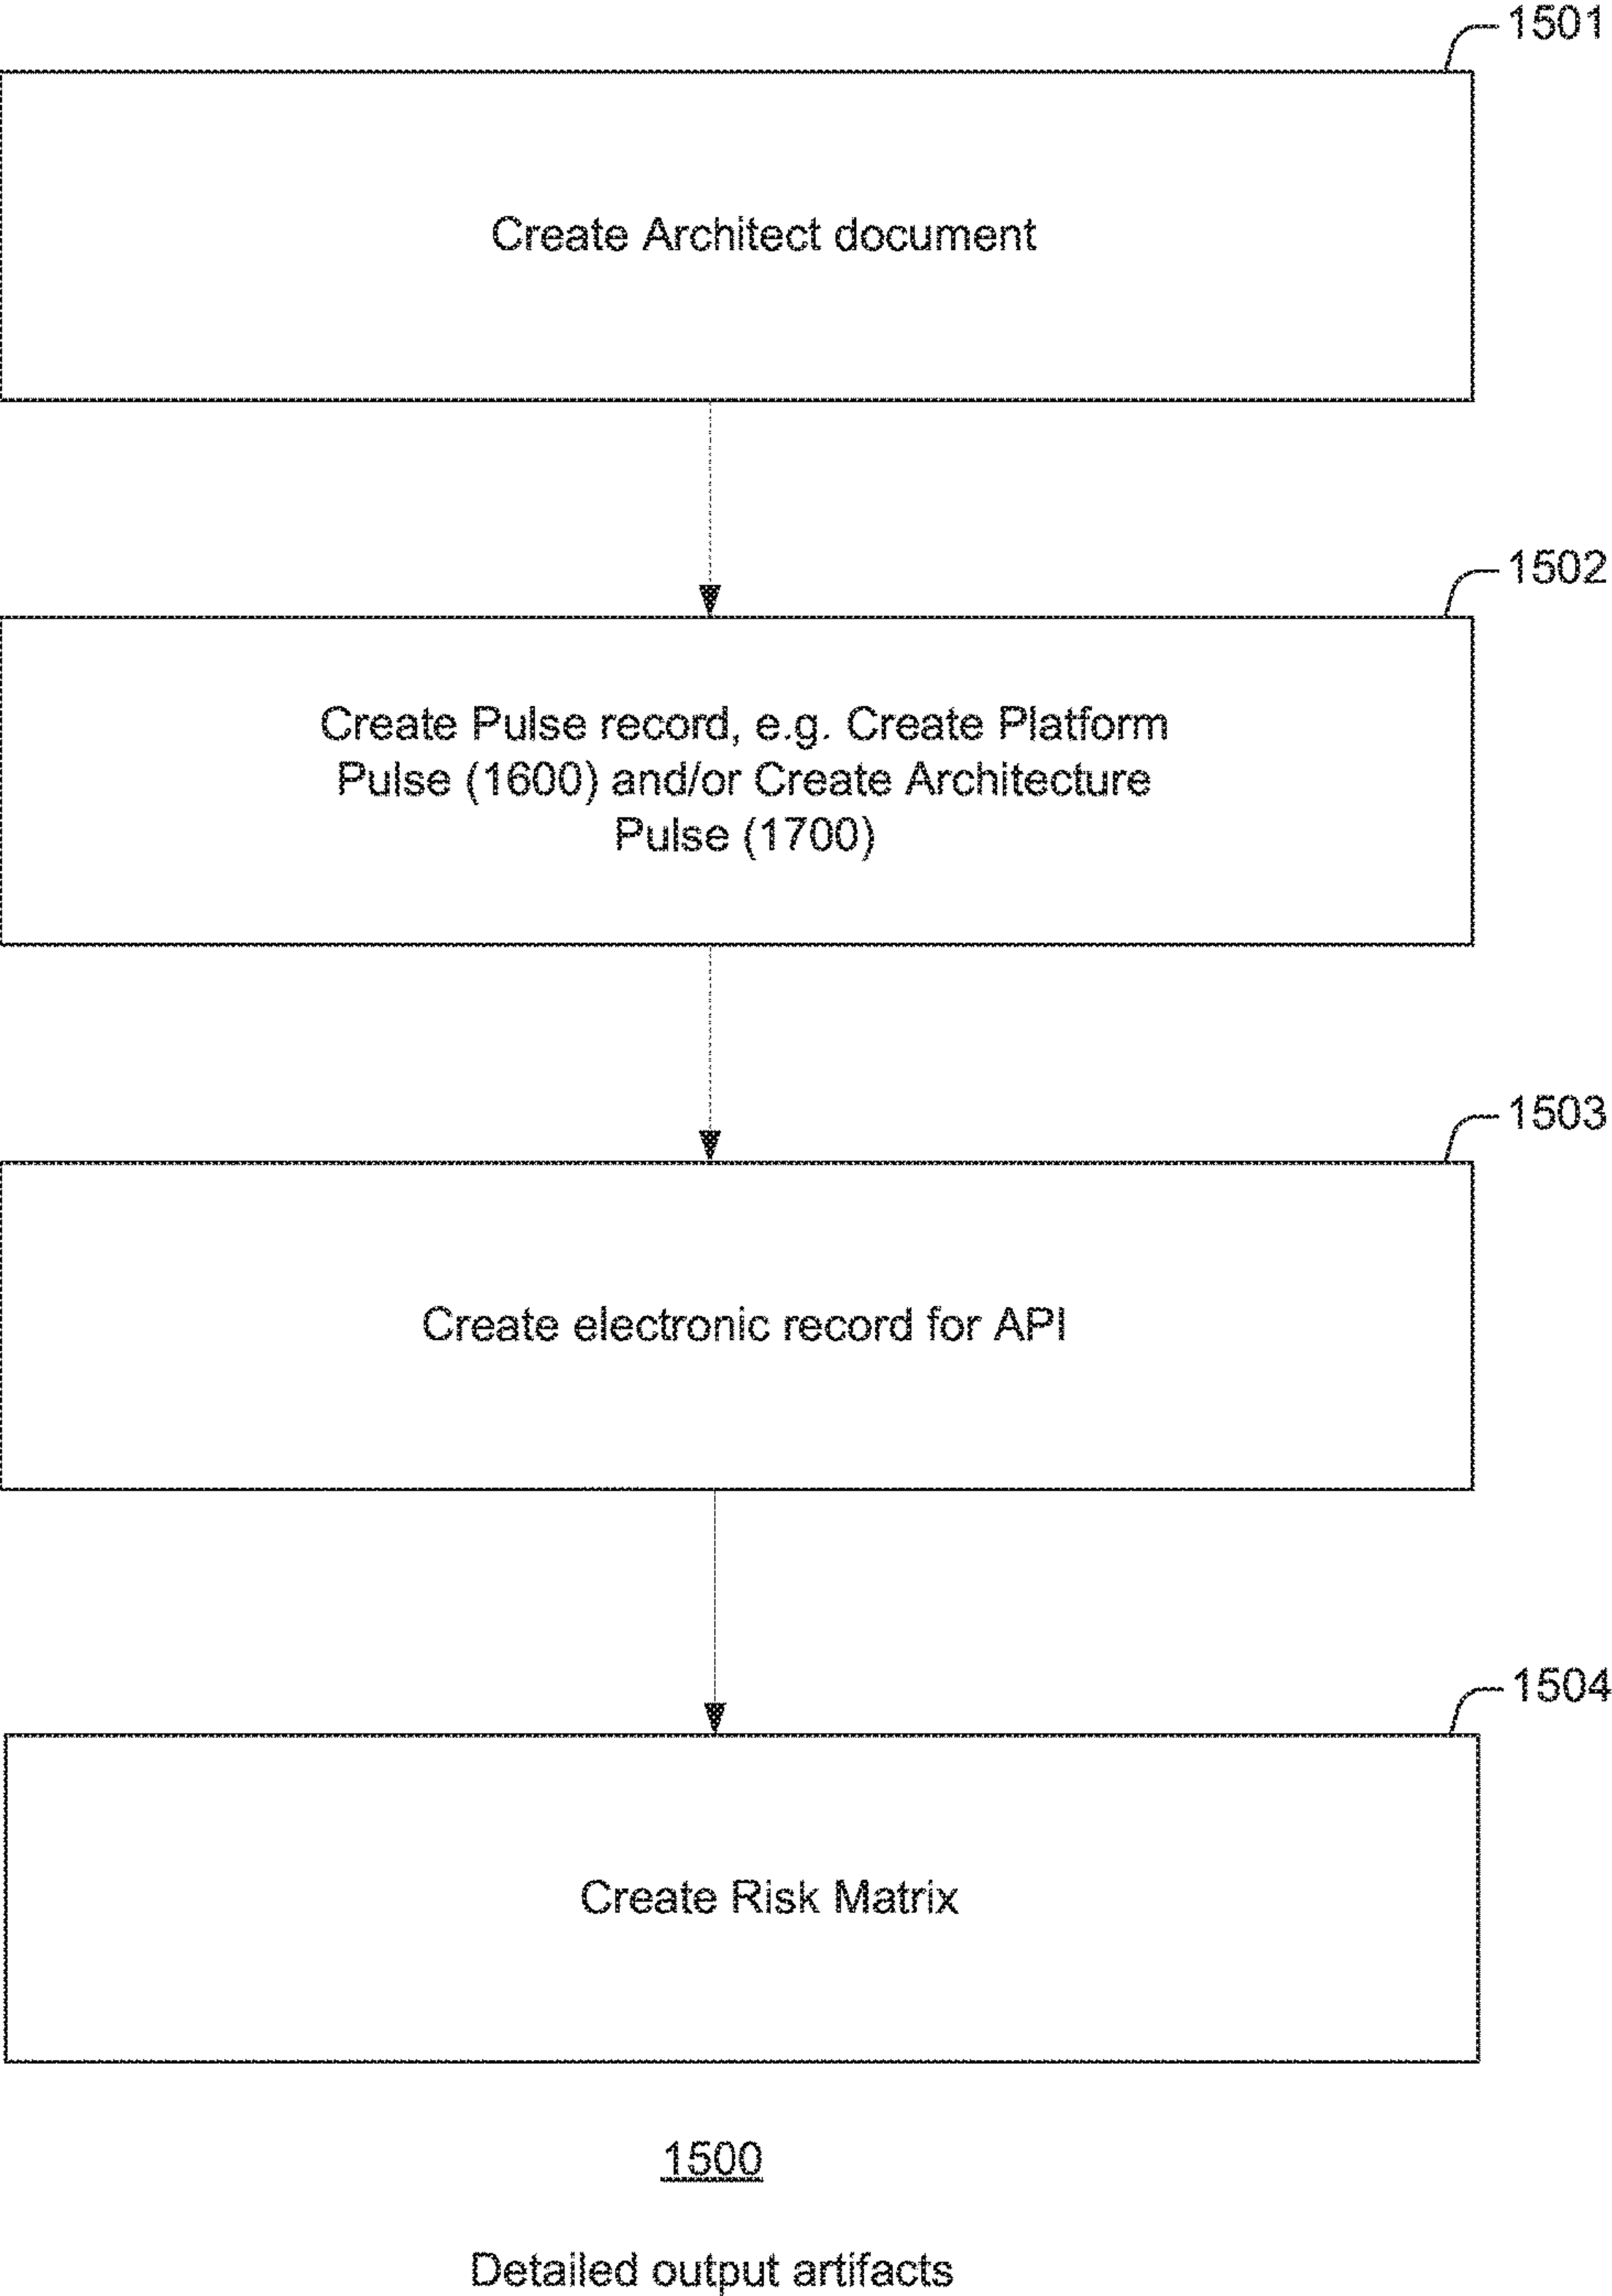 1501
Create Architect document
1502
Create Pulse record, e.g. Create Platform
Pulse (1600) and/or Create Architecture
Pulse (1700)
1503
Create electronic record for API
1504
Create Risk Matrix
1500
Detailed output artifacts